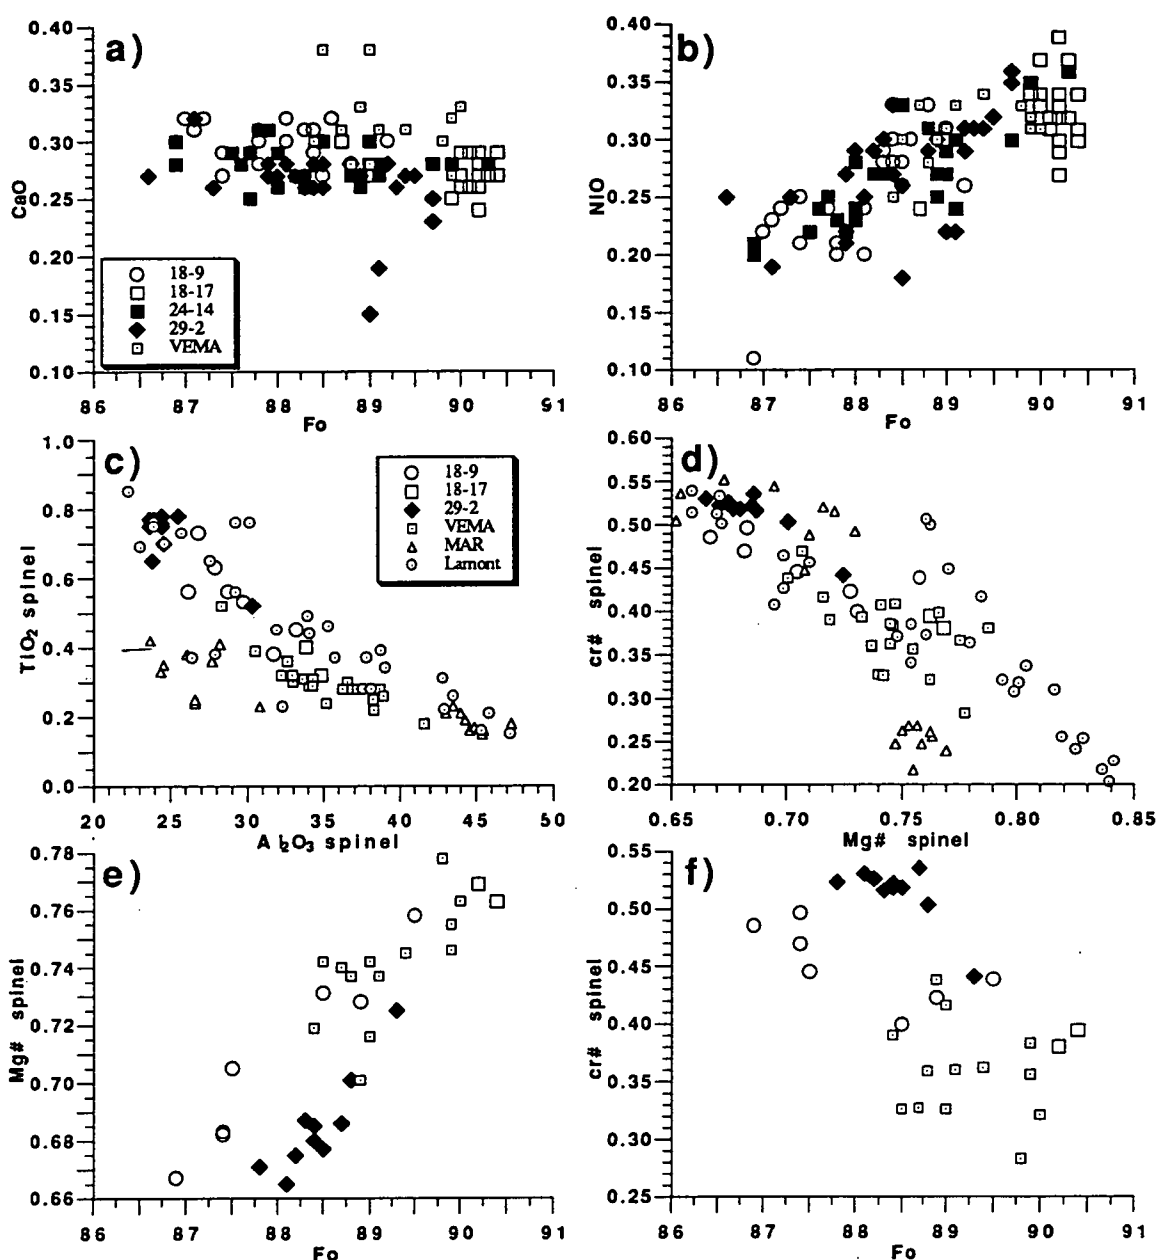 a)
0.40
0.35
0.30
0.25
0.20
0.15
0.10
CaO
18-9
18-17
24-14
29-2
VEMA
86 87 88 89 90 91
Fo
b)
0.40
0.35
0.30
0.25
0.20
0.15
0.10
NiO
86 87 88 89 90 91
Fo
c)
1.0
0.8
0.6
0.4
0.2
0.0
TiO₂ spinel
18-9
18-17
29-2
VEMA
MAR
Lamont
20 25 30 35 40 45 50
Al₂O₃ spinel
d)
0.60
0.55
0.50
0.45
0.40
0.35
0.30
0.25
0.20
cr# spinel
0.65 0.70 0.75 0.80 0.85
Mg# spinel
e)
0.78
0.76
0.74
0.72
0.70
0.68
0.66
Mg# spinel
86 87 88 89 90 91
Fo
f)
0.55
0.50
0.45
0.40
0.35
0.30
0.25
cr# spinel
86 87 88 89 90 91
Fo